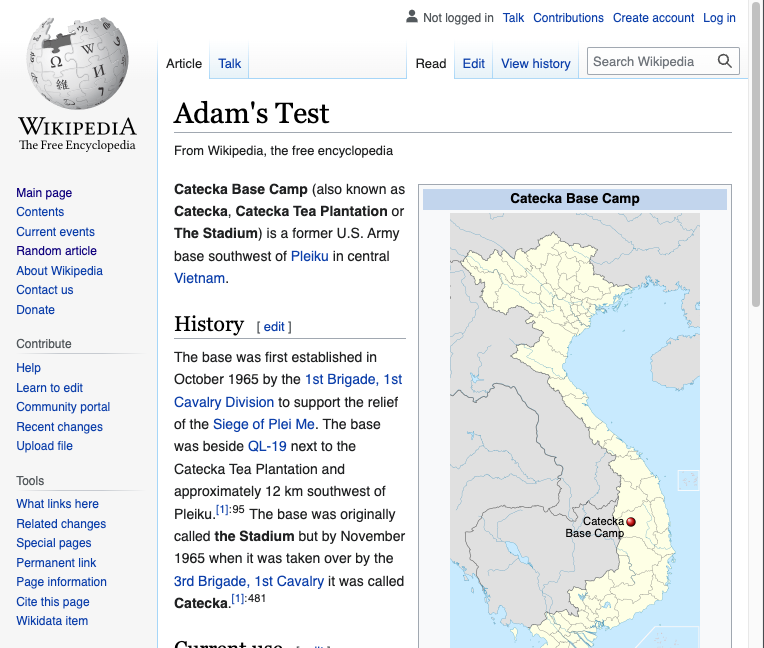 Not logged in Talk Contributions Create account Log in
Article Talk Read Edit View history Search Wikipedia
Ω W И 維
WIKIPEDIA
The Free Encyclopedia
Main page
Contents
Current events
Random article
About Wikipedia
Contact us
Donate
Contribute
Help
Learn to edit
Community portal
Recent changes
Upload file
Tools
What links here
Related changes
Special pages
Permanent link
Page information
Cite this page
Wikidata item
Adam's Test
From Wikipedia, the free encyclopedia
Catecka Base Camp (also known as
Catecka, Catecka Tea Plantation or
The Stadium) is a former U.S. Army
base southwest of Pleiku in central
Vietnam.
History [ edit ]
The base was first established in
October 1965 by the 1st Brigade, 1st
Cavalry Division to support the relief
of the Siege of Plei Me. The base
was beside QL-19 next to the
Catecka Tea Plantation and
approximately 12 km southwest of
Pleiku.[1]:95 The base was originally
called the Stadium but by November
1965 when it was taken over by the
3rd Brigade, 1st Cavalry it was called
Catecka.[1]:481
Current use [ edit ]
Catecka Base Camp
Catecka
Base Camp